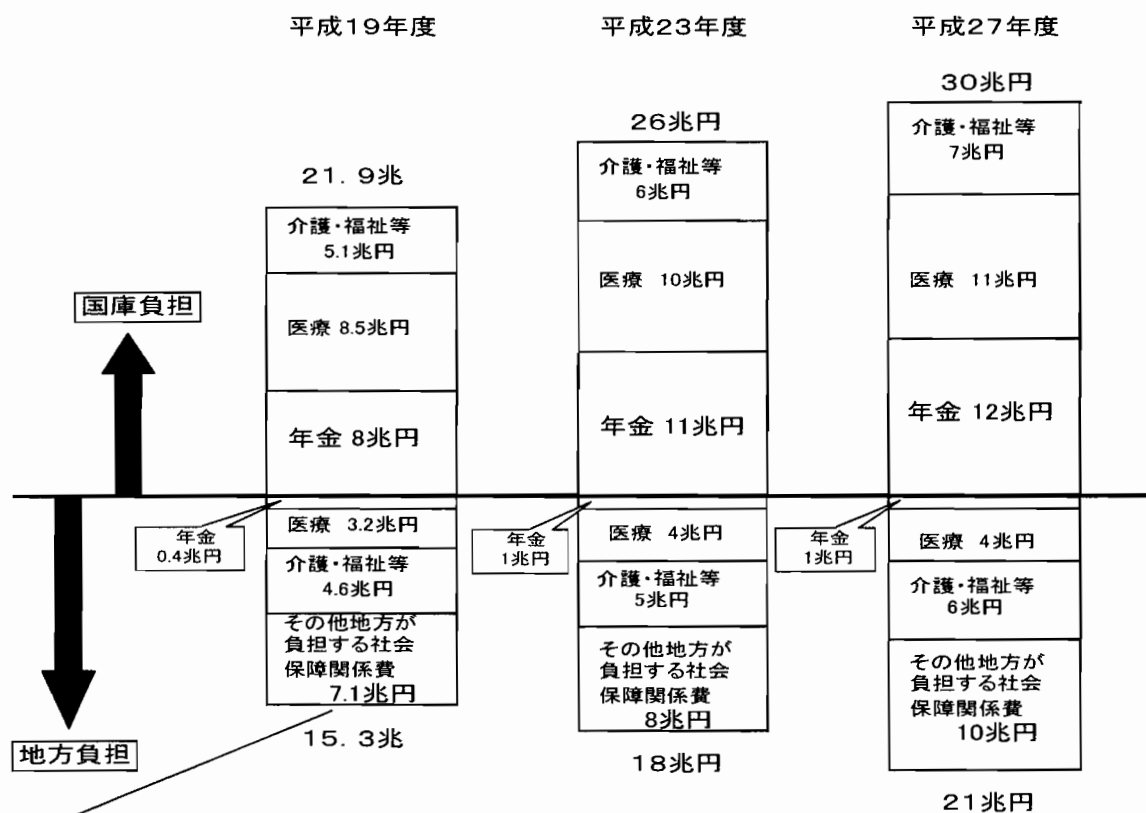 平成19年度
平成23年度
平成27年度
21.9兆
介護・福祉等
5.1兆円
医療 8.5兆円
年金 8兆円
26兆円
介護・福祉等
6兆円
医療 10兆円
年金 11兆円
30兆円
介護・福祉等
7兆円
医療 11兆円
年金 12兆円
国庫負担
地方負担
年金
0.4兆円
医療 3.2兆円
介護・福祉等
4.6兆円
その他地方が
負担する社会
保障関係費
7.1兆円
15.3兆
年金
1兆円
医療 4兆円
介護・福祉等
5兆円
その他地方が
負担する社会
保障関係費
8兆円
18兆円
年金
1兆円
医療 4兆円
介護・福祉等
6兆円
その他地方が
負担する社会
保障関係費
10兆円
21兆円